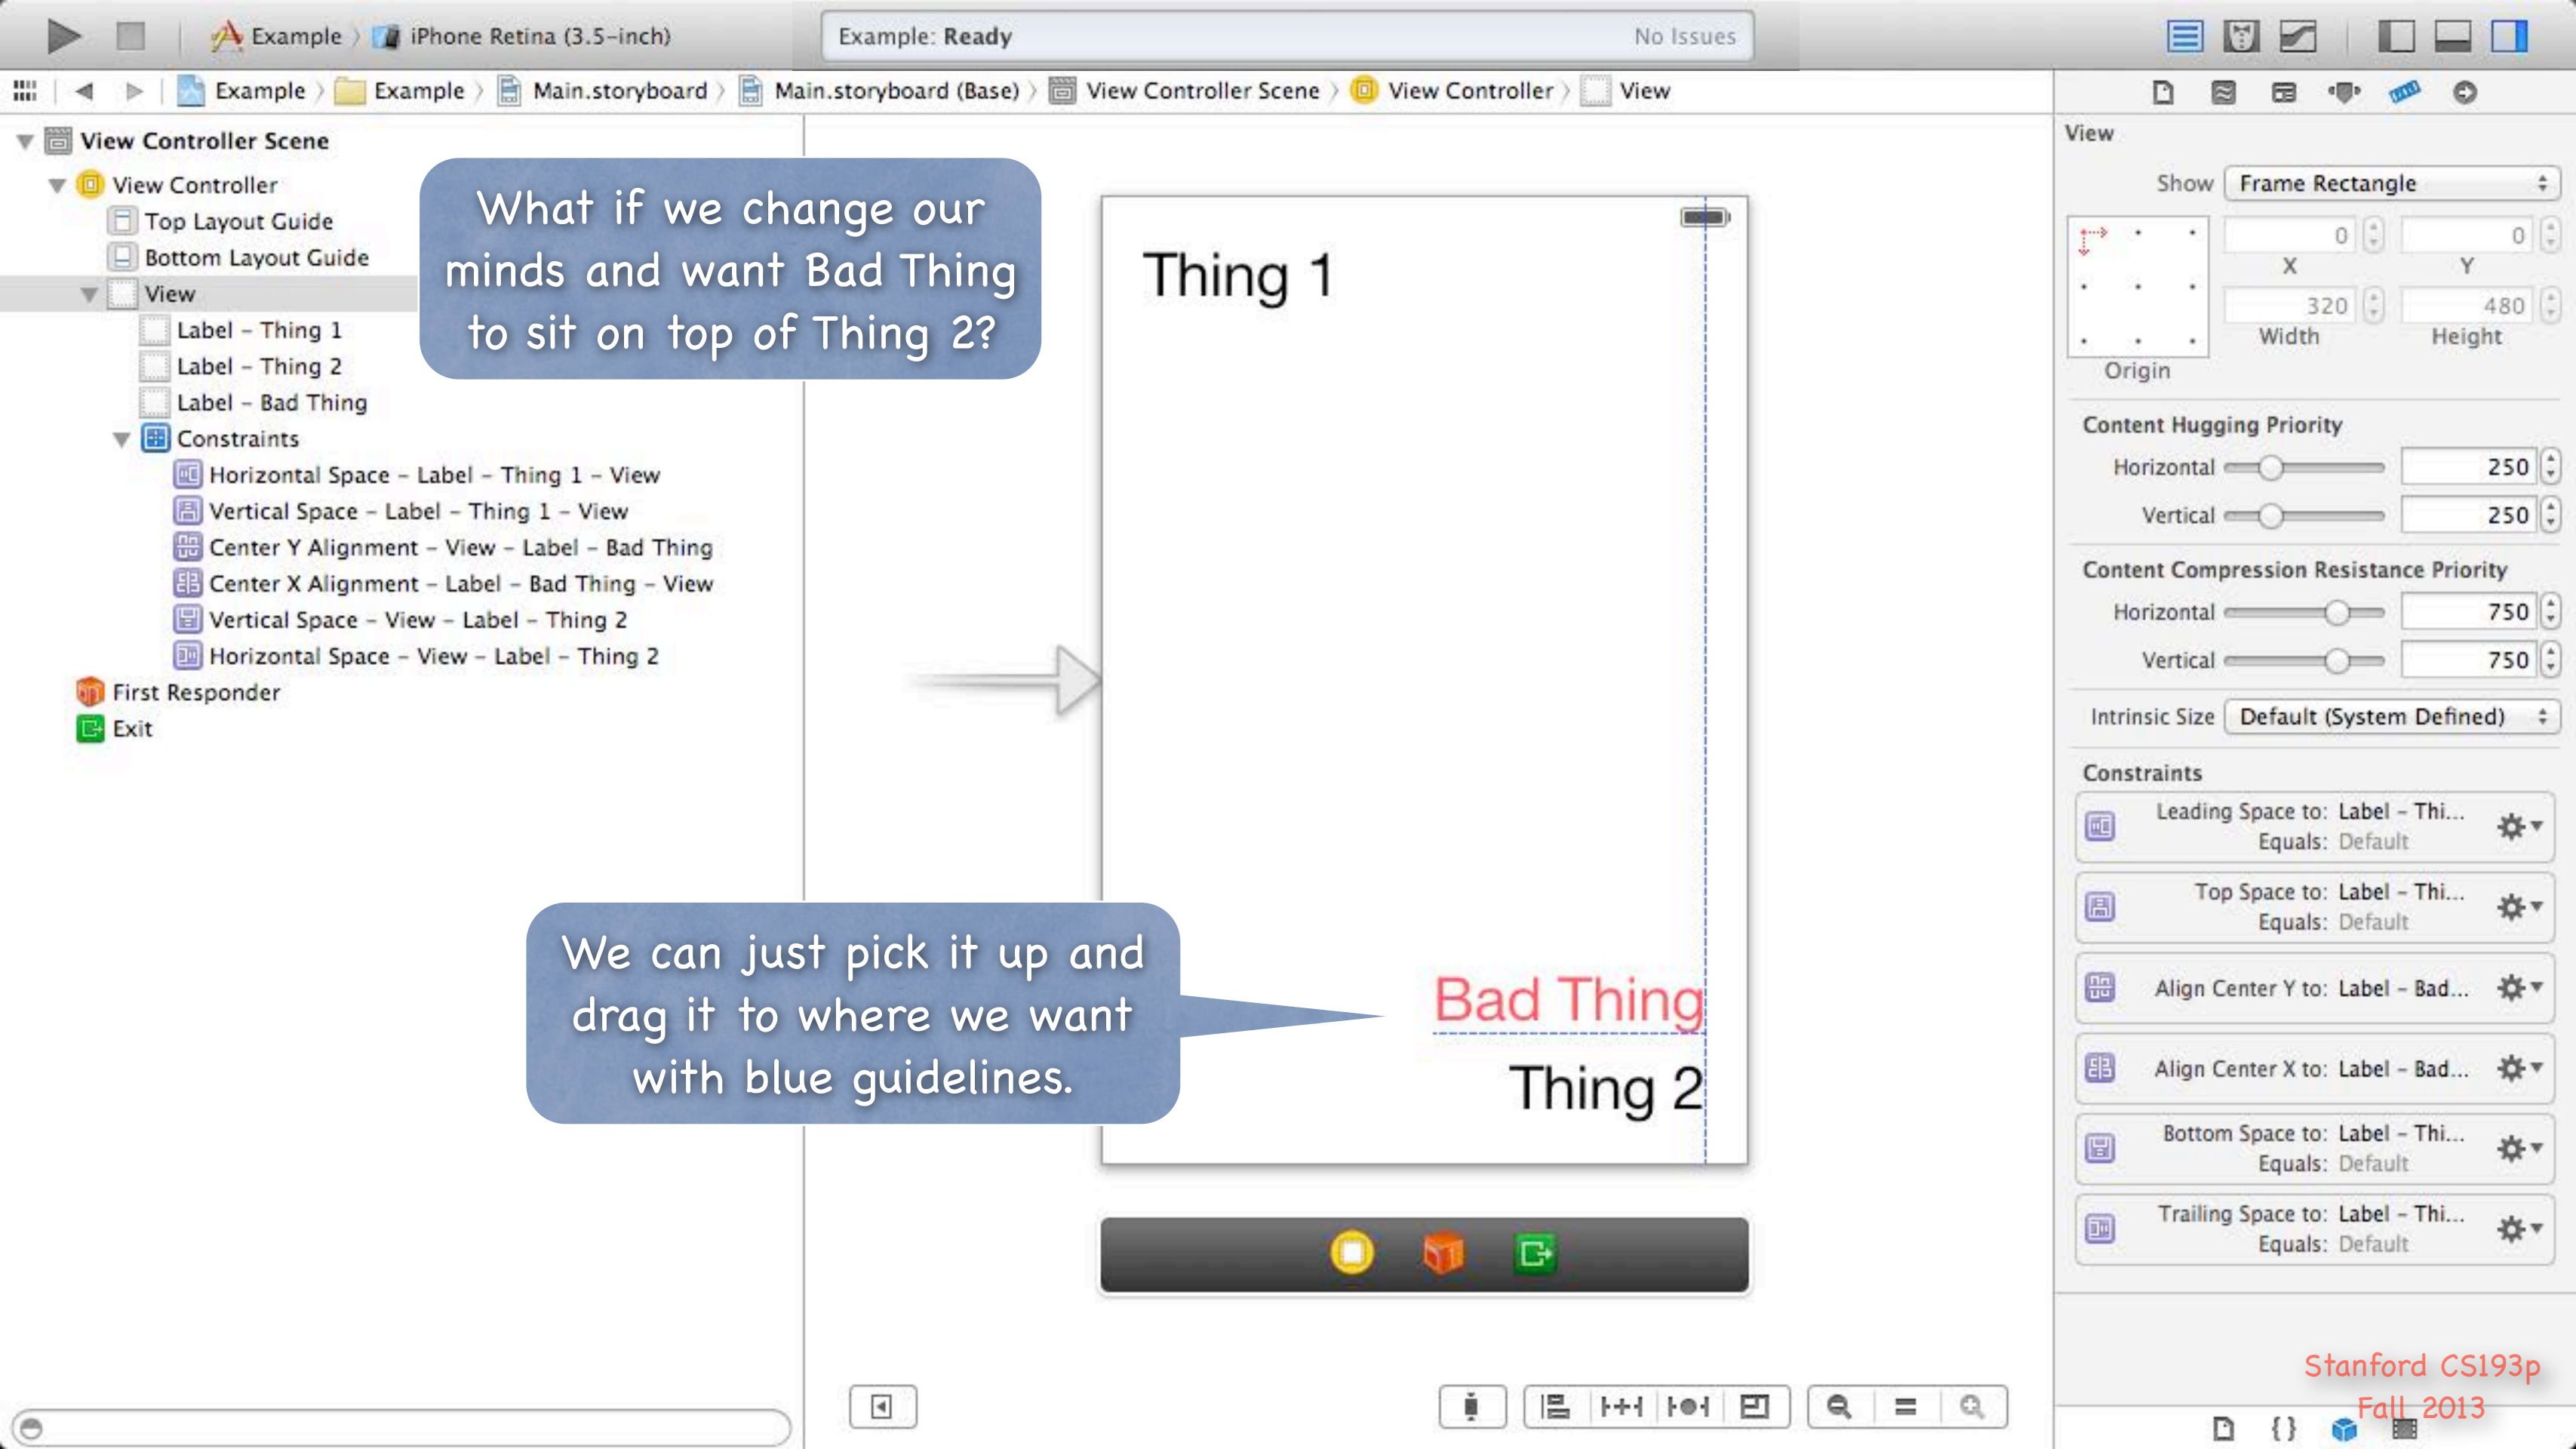 Example
iPhone Retina (3.5-inch)
Example: Ready
No Issues
Example
Example
Main.storyboard
Main.storyboard (Base)
View Controller Scene
View Controller
View
View Controller Scene
View Controller
Top Layout Guide
Bottom Layout Guide
View
Label - Thing 1
Label - Thing 2
Label - Bad Thing
Constraints
Horizontal Space - Label - Thing 1 - View
Vertical Space - Label - Thing 1 - View
Center Y Alignment - View - Label - Bad Thing
Center X Alignment - Label - Bad Thing - View
Vertical Space - View - Label - Thing 2
Horizontal Space - View - Label - Thing 2
First Responder
Exit
What if we change our
minds and want Bad Thing
to sit on top of Thing 2?
Thing 1
We can just pick it up and
drag it to where we want
with blue guidelines.
Bad Thing
Thing 2
View
Show Frame Rectangle
0 0
X Y
320 480
Width Height
Origin
Content Hugging Priority
Horizontal 250
Vertical 250
Content Compression Resistance Priority
Horizontal 750
Vertical 750
Intrinsic Size Default (System Defined)
Constraints
Leading Space to: Label - Thi...
Equals: Default
Top Space to: Label - Thi...
Equals: Default
Align Center Y to: Label - Bad...
Align Center X to: Label - Bad...
Bottom Space to: Label - Thi...
Equals: Default
Trailing Space to: Label - Thi...
Equals: Default
Stanford CS193p
Fall 2013